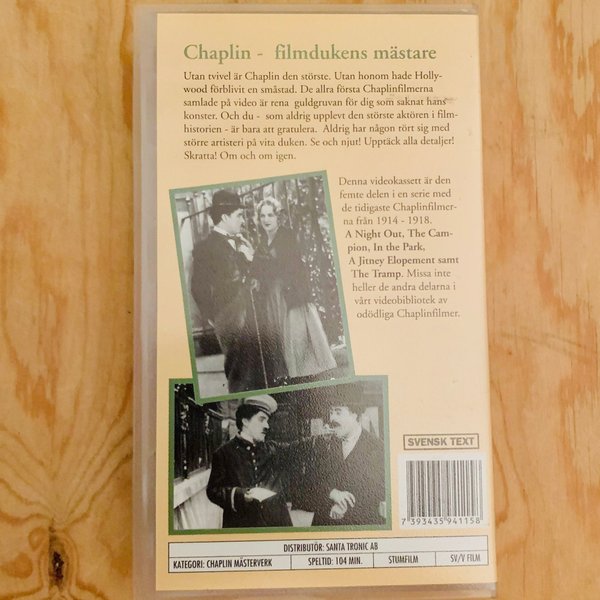 Chaplin - filmdukens mästare
Utan tvivel är Chaplin den störste. Utan honom hade Holly-
wood förblivit en småstad. De allra första Chaplinfilmerna
samlade på video är rena guldgruvan för dig som saknat hans
konster. Och du - som aldrig upplevt den störste aktören i film-
historien - är bara att gratulera. Aldrig har någon rört sig med
större artisteri på vita duken. Se och njut! Upptäck alla detaljer!
Skratta! Om och om igen.
Denna videokassett är den
femte delen i en serie med
de tidigaste Chaplinfilmer-
na från 1914 - 1918.
A Night Out, The Cam-
pion, In the Park,
A Jitney Elopement samt
The Tramp. Missa inte
heller de andra delarna i
vårt videobibliotek av
odödliga Chaplinfilmer.
SVENSK TEXT
7 393435 941158
DISTRIBUTÖR: SANTA TRONIC AB
KATEGORI: CHAPLIN MÄSTERVERK SPELTID: 104 MIN. STUMFILM SV/V FILM